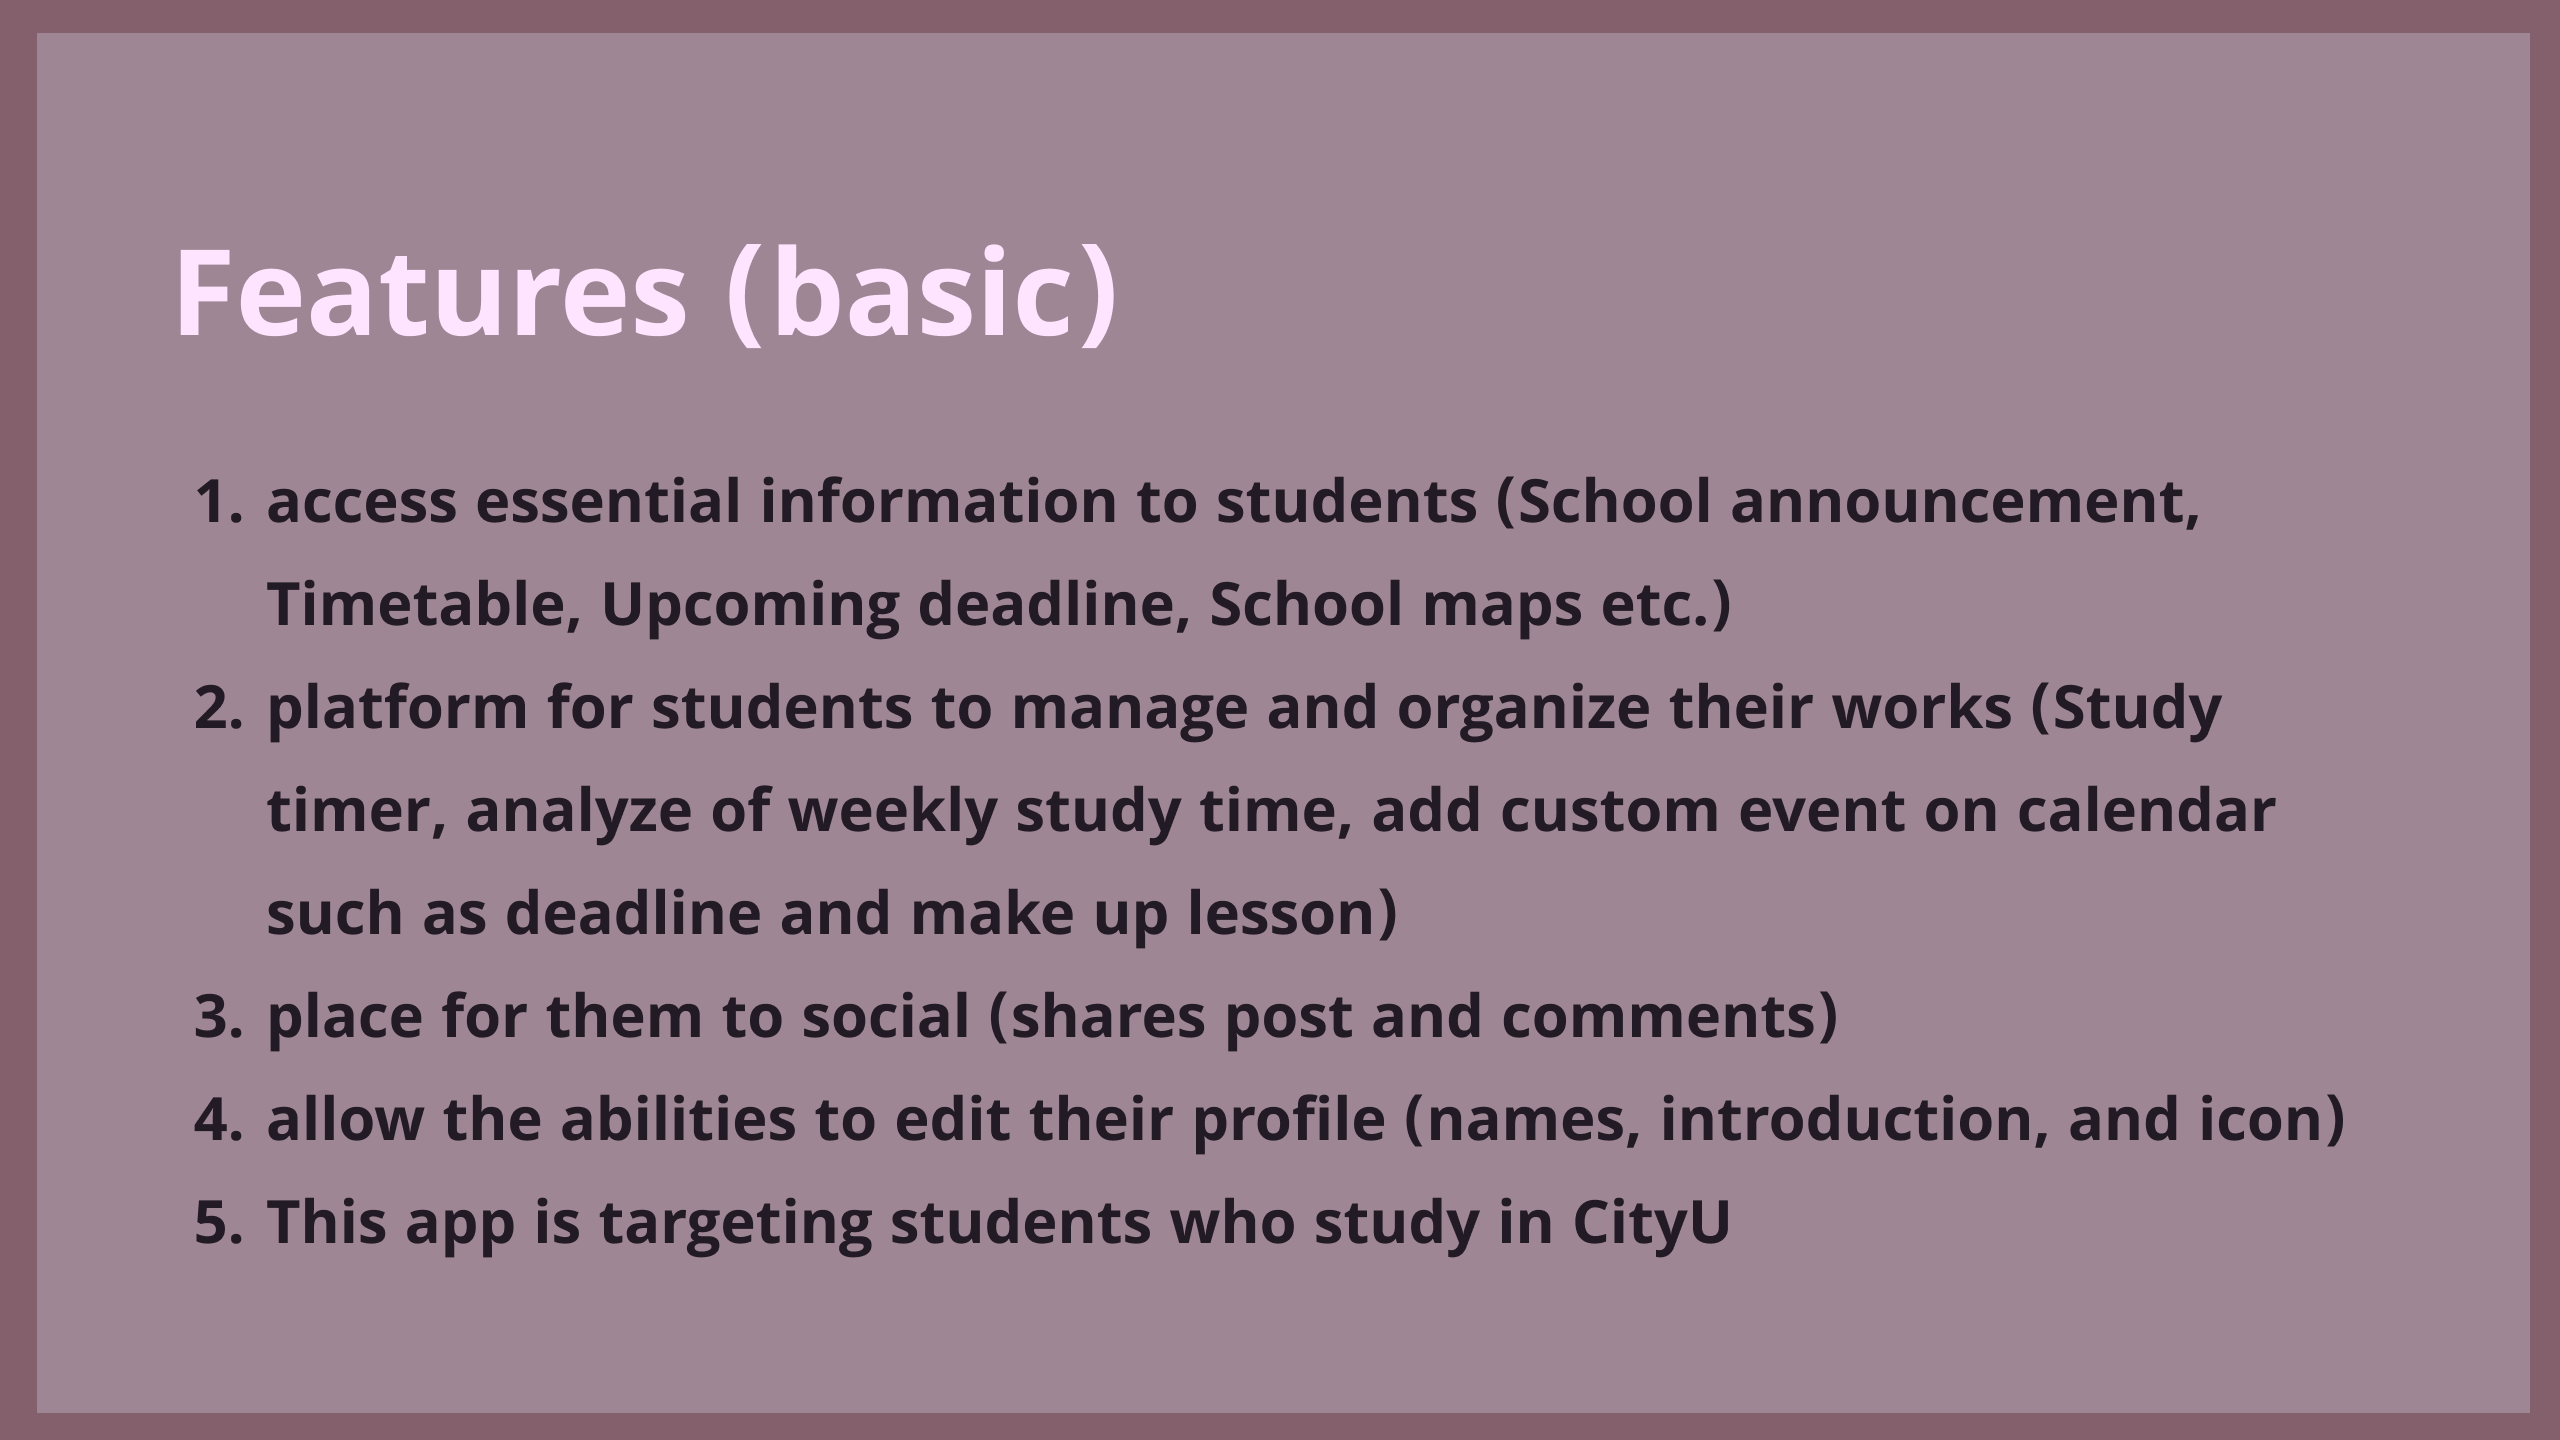 Features (basic)
1. access essential information to students (School announcement,
Timetable, Upcoming deadline, School maps etc.)
2. platform for students to manage and organize their works (Study
timer, analyze of weekly study time, add custom event on calendar
such as deadline and make up lesson)
3. place for them to social (shares post and comments)
4. allow the abilities to edit their profile (names, introduction, and icon)
5. This app is targeting students who study in CityU